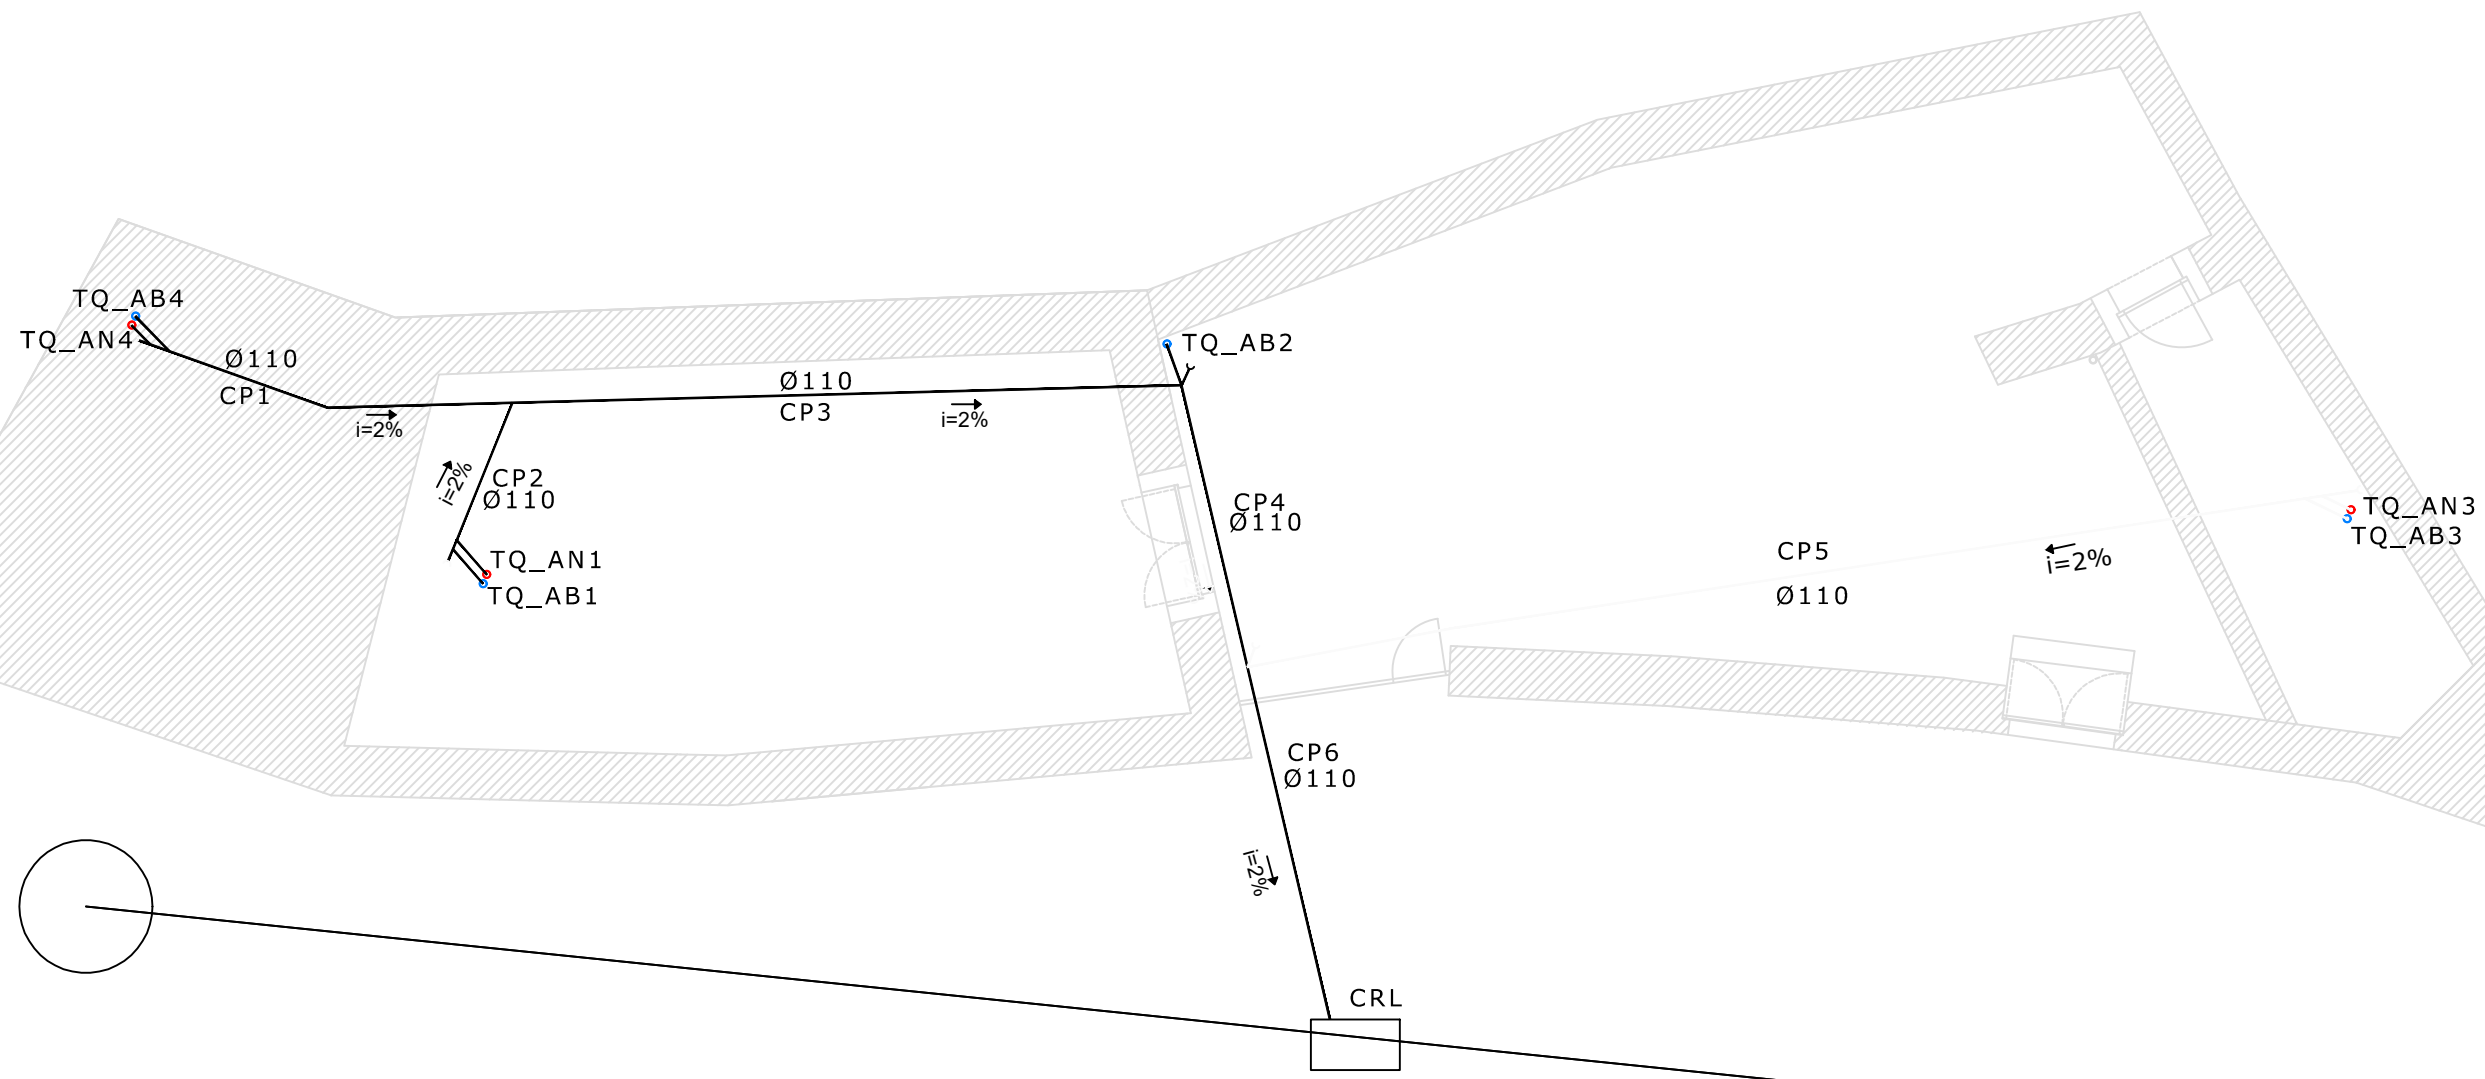 TQ_AB4
TQ_AN4
Ø110
CP1
i=2%
Ø110
CP3
i=2%
TQ_AB2
CP2
Ø110
i=2%
TQ_AN1
TQ_AB1
CP4
Ø110
CP5
Ø110
i=2%
TQ_AN3
TQ_AB3
CP6
Ø110
i=2%
CRL